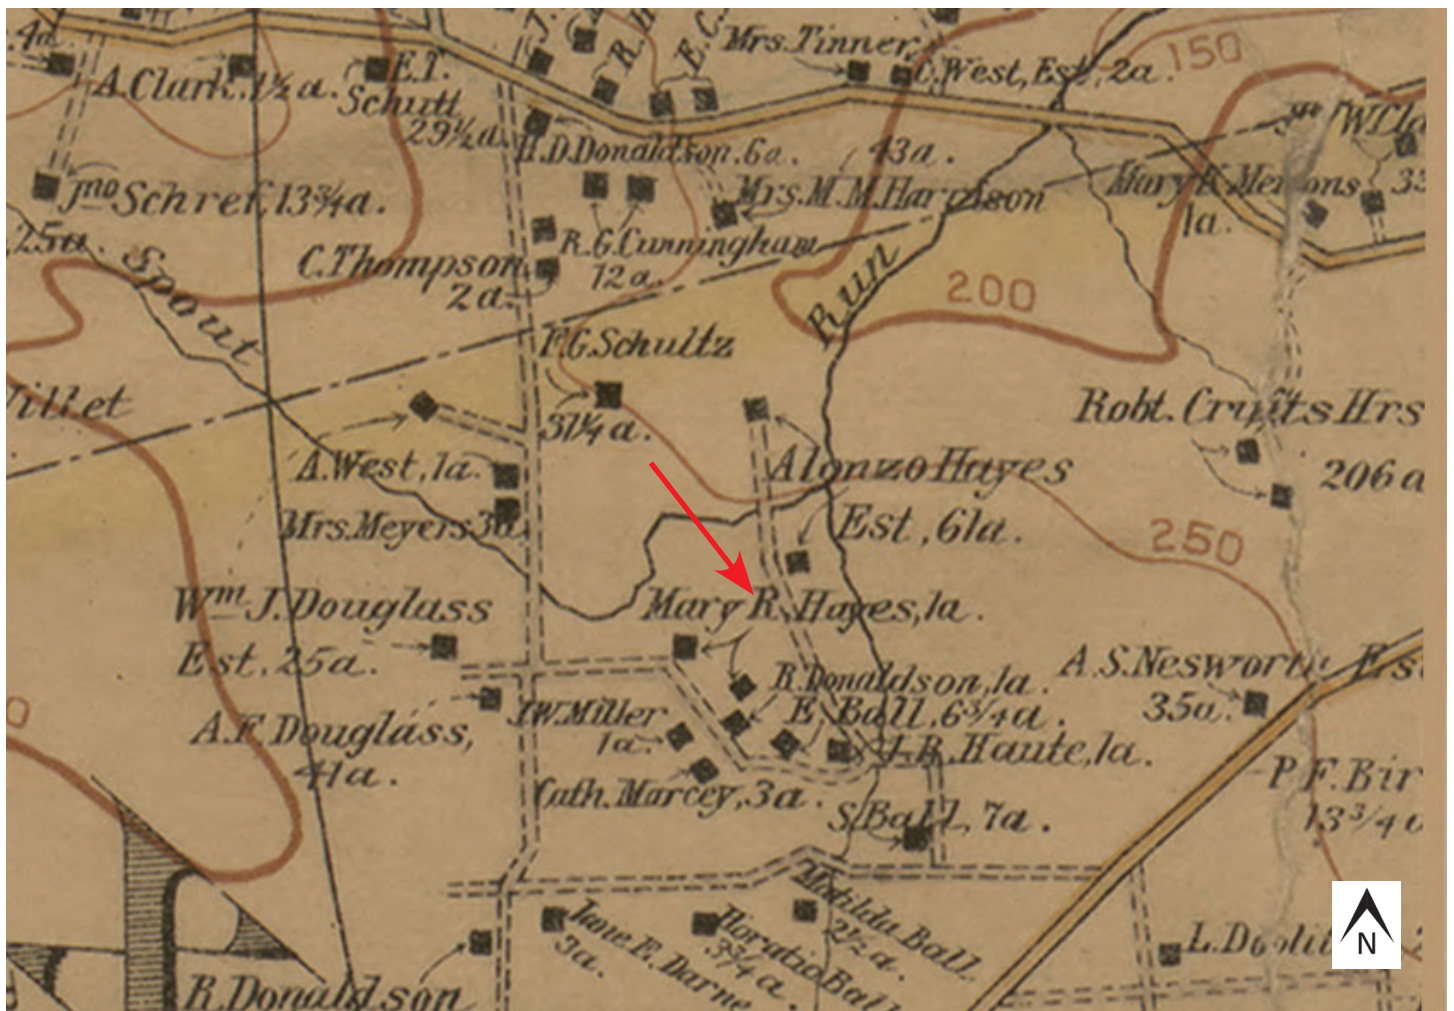 A. Clark. 1½ a.
E.T.
Schutt
29½ a.
Mrs. Tinner
C. West, Est, 2a.
150
Jno Schref, 13¾ a.
H.D. Donaldson. 6a.
43a.
Mrs. M.M. Harrison
1a.
25a.
Spout
Run
C. Thompson
2a.
R.G. Cunningham
12a.
200
F.G. Schultz
31¼ a.
Robt. Crufts Hrs
206 a
A. West, 1a.
Mrs. Meyers 3a.
Alonzo Hayes
Est, 61a.
250
Wm J. Douglass
Est, 25a.
Mary R. Hayes, 1a.
A.F. Douglass,
41a.
J.W. Miller
1a.
R. Donaldson, 1a.
E. Ball, 6¾ a.
Haute, 1a.
Cath. Marcey, 3a.
S. Ball, 7a.
A.S. Nesworth
35a.
P.F. Bir
13¾
Jane E. Darne
3a.
Horatio Ball
3¾ a.
Matilda Ball
2½ a.
R. Donaldson
N